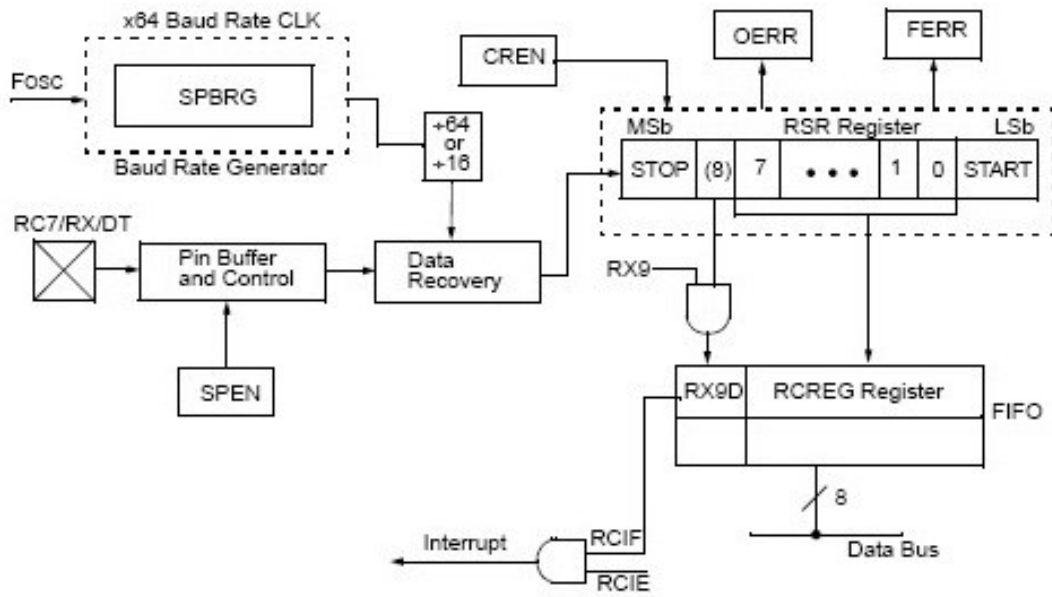 x64 Baud Rate CLK
Fosc
SPBRG
Baud Rate Generator
CREN
OERR
FERR
÷64
or
÷16
MSb
RSR Register
LSb
STOP
(8)
7
• • •
1
0
START
RC7/RX/DT
Pin Buffer
and Control
Data
Recovery
SPEN
RX9
RX9D
RCREG Register
FIFO
8
Data Bus
Interrupt
RCIF
RCIE